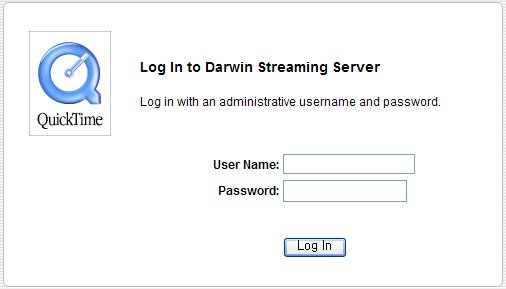 Log In to Darwin Streaming Server
Log in with an administrative username and password.
QuickTime
User Name:
Password:
Log In